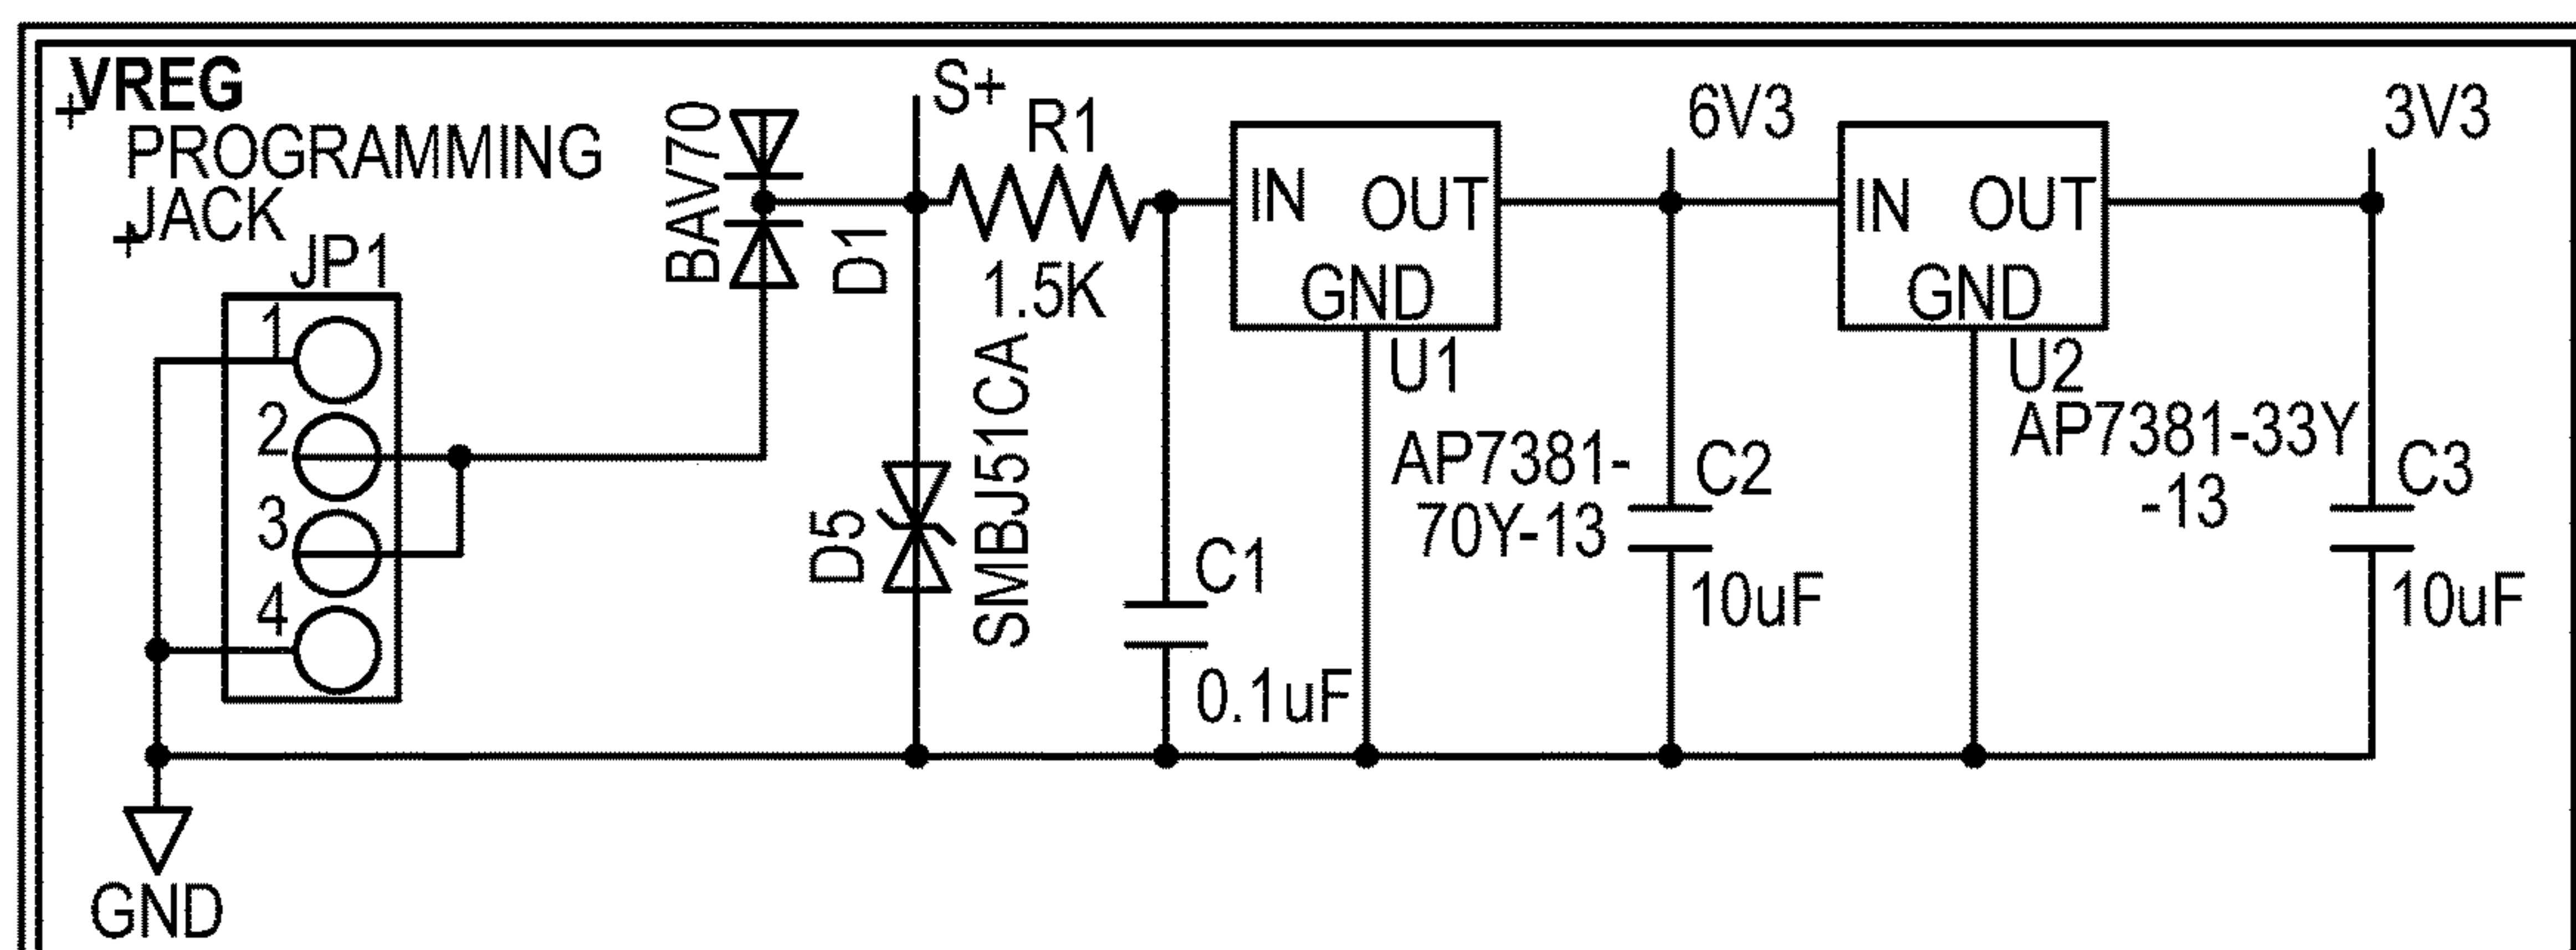 VREG
PROGRAMMING
JACK
JP1
1
2
3
4
GND
BAV70
D1
S+
R1
1.5K
D5
SMBJ51CA
C1
0.1uF
IN
OUT
GND
U1
AP7381-
70Y-13
6V3
C2
10uF
IN
OUT
GND
U2
AP7381-33Y
-13
3V3
C3
10uF